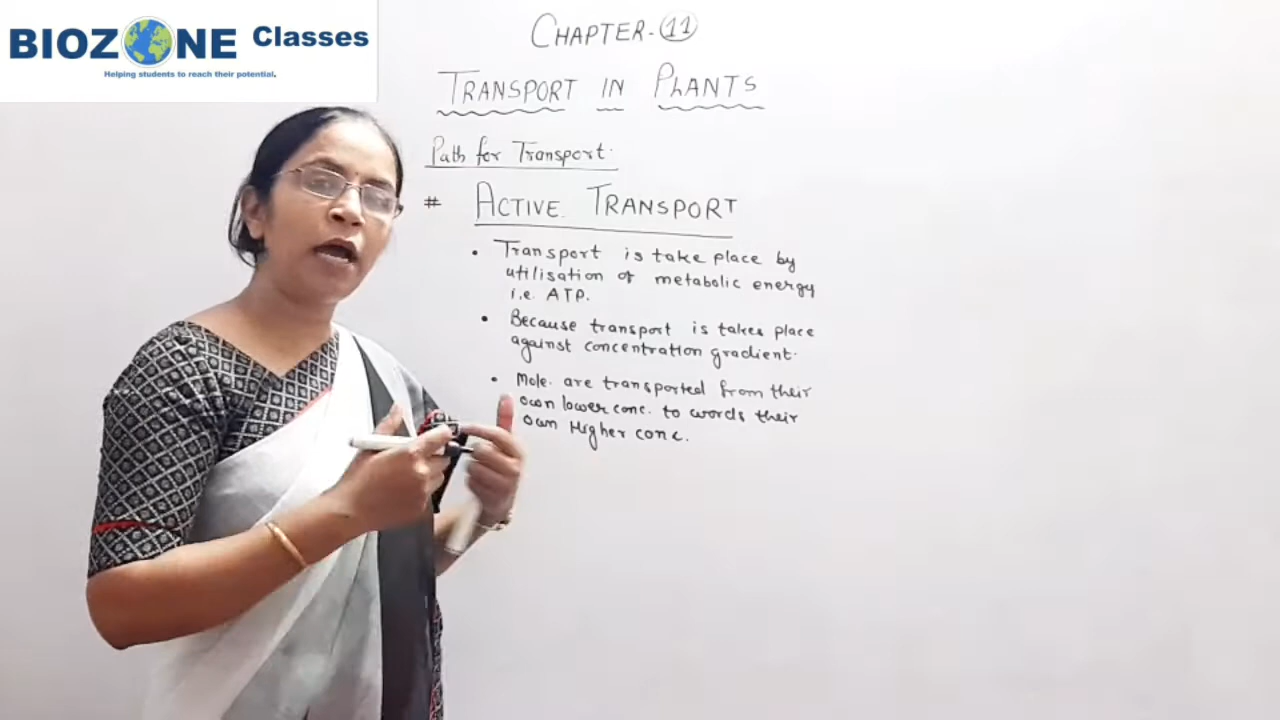 BIOZONE Classes
Helping students to reach their potential.
CHAPTER-11
TRANSPORT IN PLANTS
Path for Transport.
# ACTIVE TRANSPORT
• Transport is take place by
utilisation of metabolic energy
i.e. ATP.
• Because transport is takes place
against concentration gradient.
• Mole. are transported from their
own lower conc. to words their
own Higher conc.